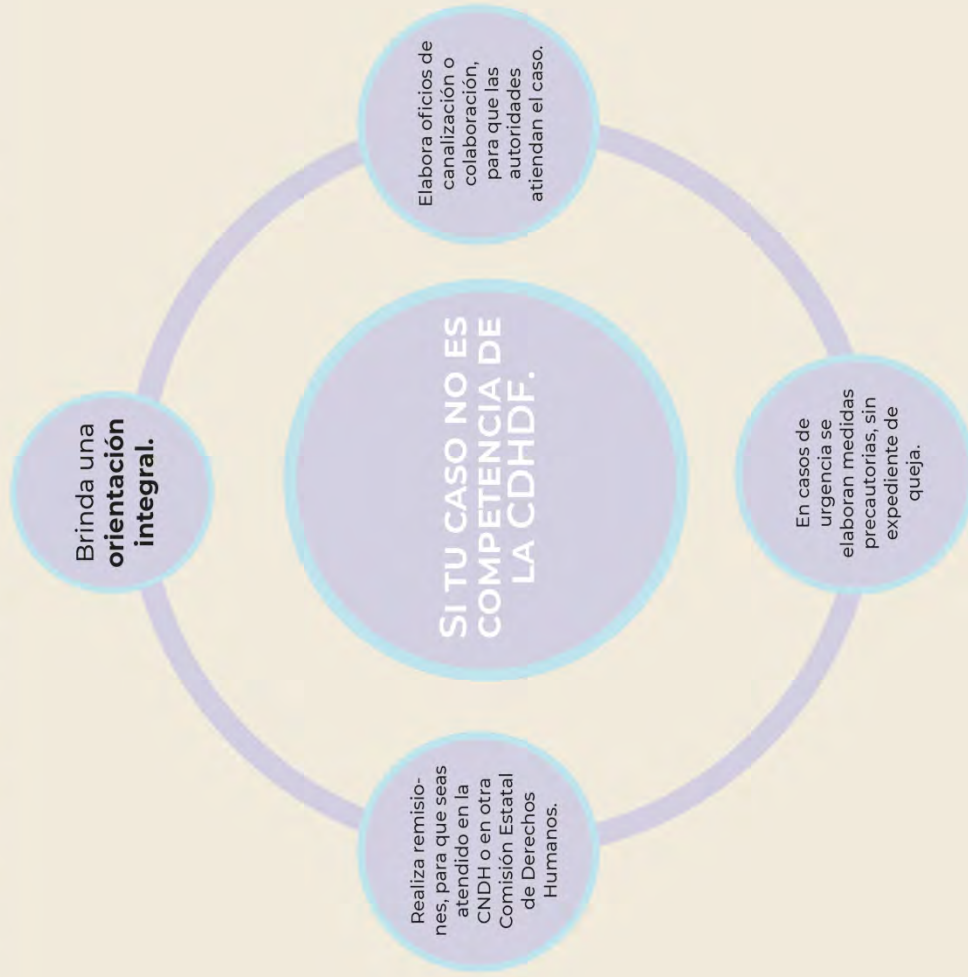 SI TU CASO NO ES
COMPETENCIA DE
LA CDHDF.
Brinda una
orientación
integral.
Elabora oficios de
canalización o
colaboración,
para que las
autoridades
atiendan el caso.
En casos de
urgencia se
elaboran medidas
precautorias, sin
expediente de
queja.
Realiza remisio-
nes, para que seas
atendido en la
CNDH o en otra
Comisión Estatal
de Derechos
Humanos.